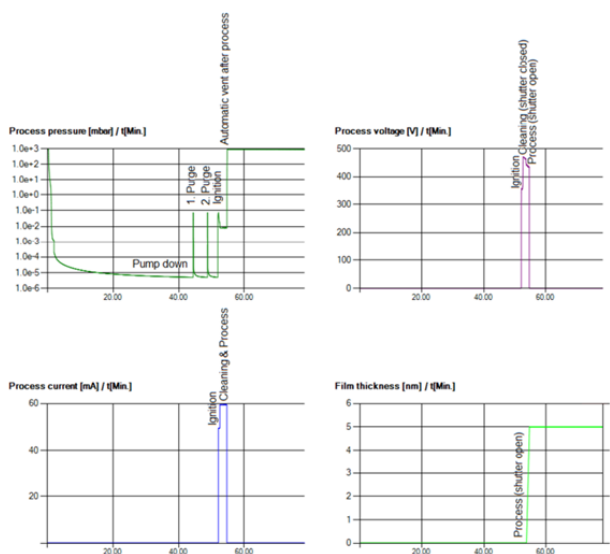 Automatic vent after process
Process pressure [mbar] / t[Min.]
1.0e+3
1.0e+2
1.0e+1
1.0e+0
1.0e-1
1.0e-2
1.0e-3
1.0e-4
1.0e-5
1.0e-6
1. Purge
2. Purge
Ignition
Pump down
20.00
40.00
60.00
Process voltage [V] / t[Min.]
500
400
300
200
100
0
Ignition
Cleaning (shutter closed)
Process (shutter open)
20.00
40.00
60.00
Process current [mA] / t[Min.]
60
40
20
Ignition
Cleaning & Process
20.00
40.00
60.00
Film thickness [nm] / t[Min.]
6
5
4
3
2
1
0
Process (shutter open)
20.00
40.00
60.00